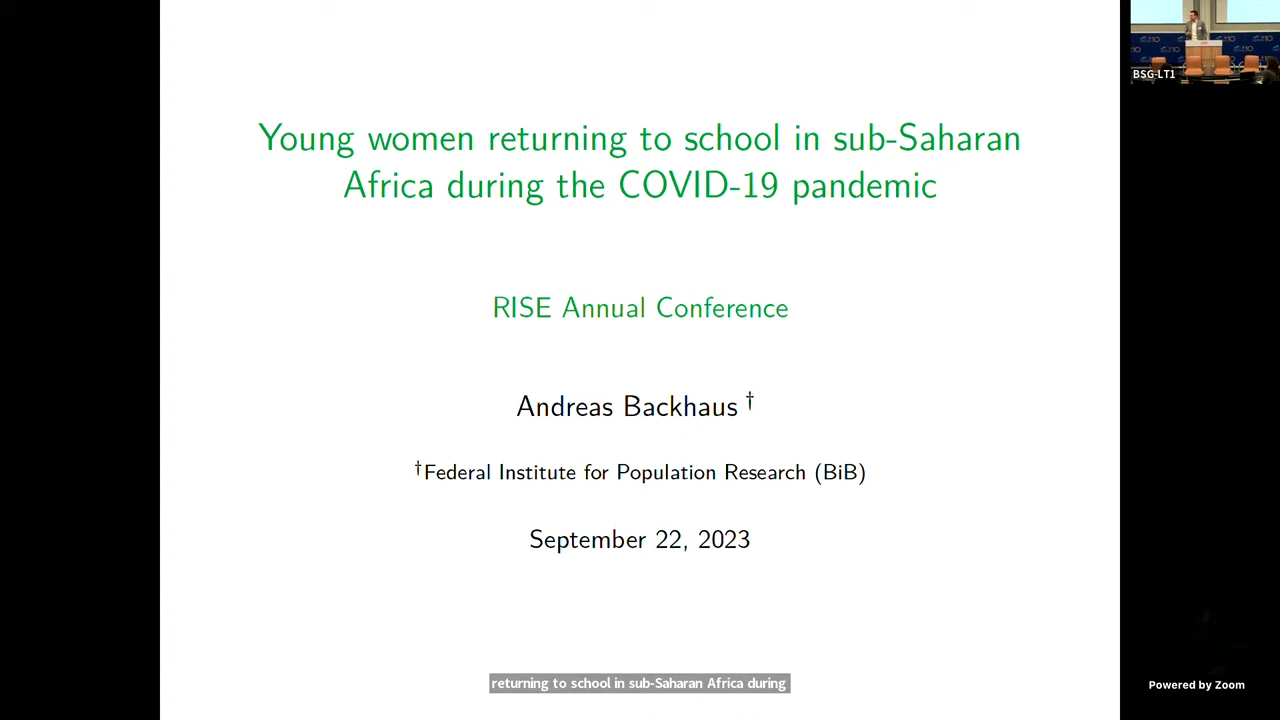 Young women returning to school in sub-Saharan
Africa during the COVID-19 pandemic
RISE Annual Conference
Andreas Backhaus †
†Federal Institute for Population Research (BiB)
September 22, 2023
returning to school in sub-Saharan Africa during
BSG-LT1
Powered by Zoom